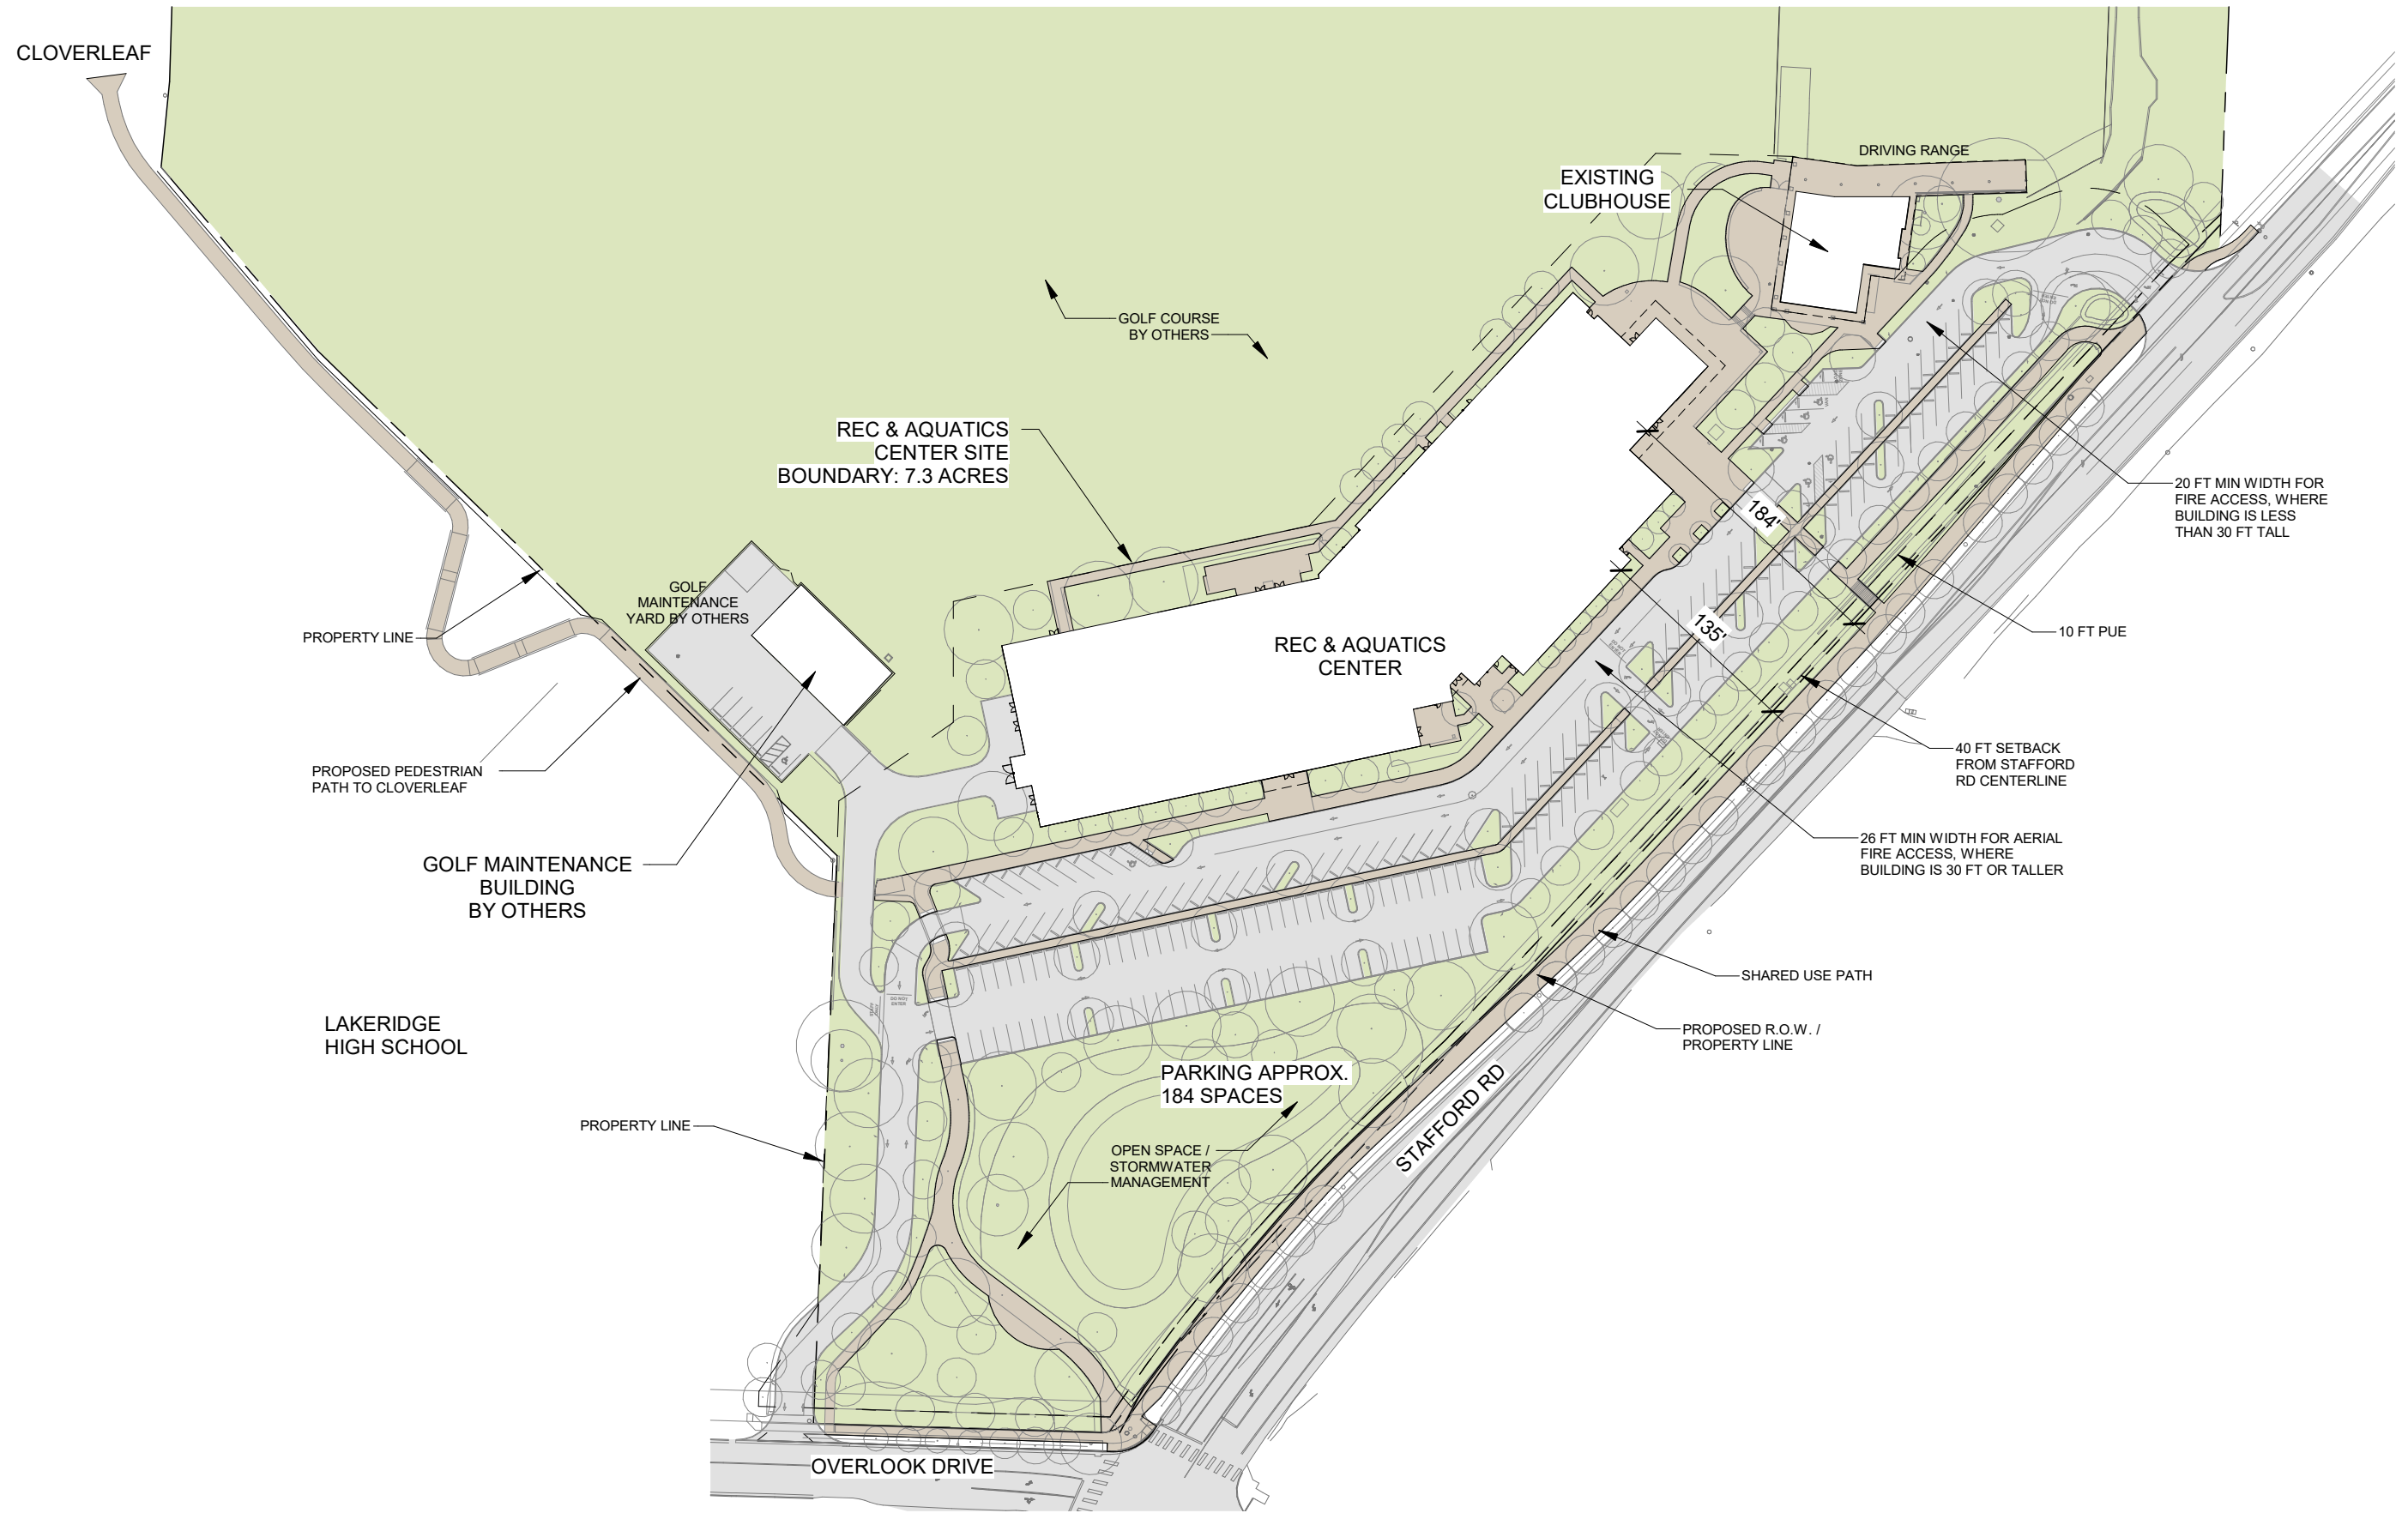 CLOVERLEAF
DRIVING RANGE
EXISTING
CLUBHOUSE
GOLF COURSE
BY OTHERS
REC & AQUATICS
CENTER SITE
BOUNDARY: 7.3 ACRES
20 FT MIN WIDTH FOR
FIRE ACCESS, WHERE
BUILDING IS LESS
THAN 30 FT TALL
184'
GOLF
MAINTENANCE
YARD BY OTHERS
PROPERTY LINE
135'
10 FT PUE
REC & AQUATICS
CENTER
PROPOSED PEDESTRIAN
PATH TO CLOVERLEAF
40 FT SETBACK
FROM STAFFORD
RD CENTERLINE
GOLF MAINTENANCE
BUILDING
BY OTHERS
26 FT MIN WIDTH FOR AERIAL
FIRE ACCESS, WHERE
BUILDING IS 30 FT OR TALLER
SHARED USE PATH
DO NOT
ENTER
LAKERIDGE
HIGH SCHOOL
PROPOSED R.O.W. /
PROPERTY LINE
PARKING APPROX.
184 SPACES
PROPERTY LINE
STAFFORD RD
OPEN SPACE /
STORMWATER
MANAGEMENT
OVERLOOK DRIVE